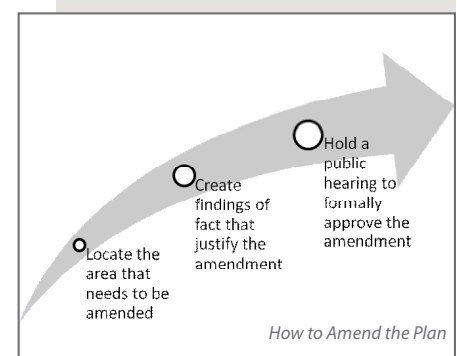 Locate the
area that
needs to be
amended
Create
findings of
fact that
justify the
amendment
Hold a
public
hearing to
formally
approve the
amendment
How to Amend the Plan